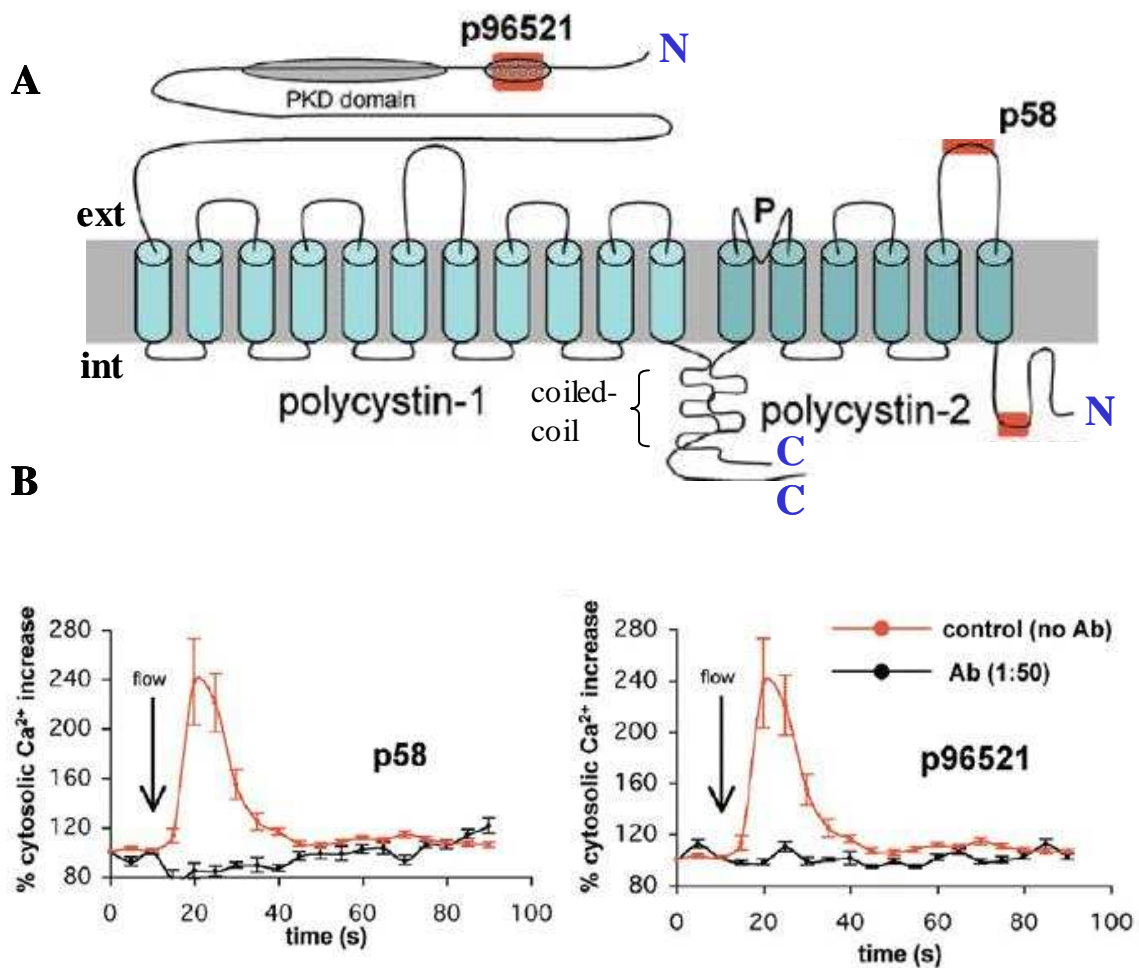 p96521
N
A
PKD domain
p58
ext
P
int
polycystin-1
coiled-
coil
polycystin-2
N
C
C
B
% cytosolic Ca²⁺ increase
280
240
200
160
120
80
flow
p58
0
20
40
60
80
100
time (s)
% cytosolic Ca²⁺ increase
280
240
200
160
120
80
flow
control (no Ab)
Ab (1:50)
p96521
0
20
40
60
80
100
time (s)